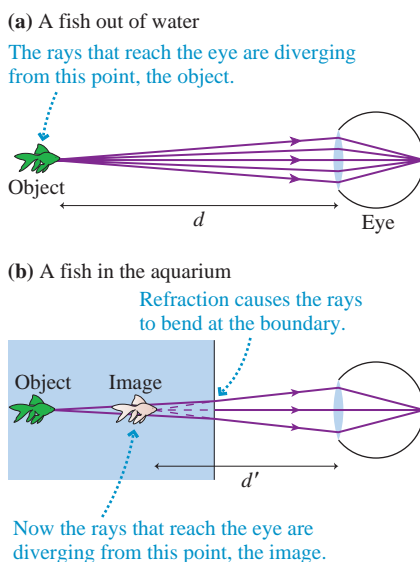 (a) A fish out of water
The rays that reach the eye are diverging
from this point, the object.
Object
d
Eye
(b) A fish in the aquarium
Refraction causes the rays
to bend at the boundary.
Object
Image
d′
Now the rays that reach the eye are
diverging from this point, the image.